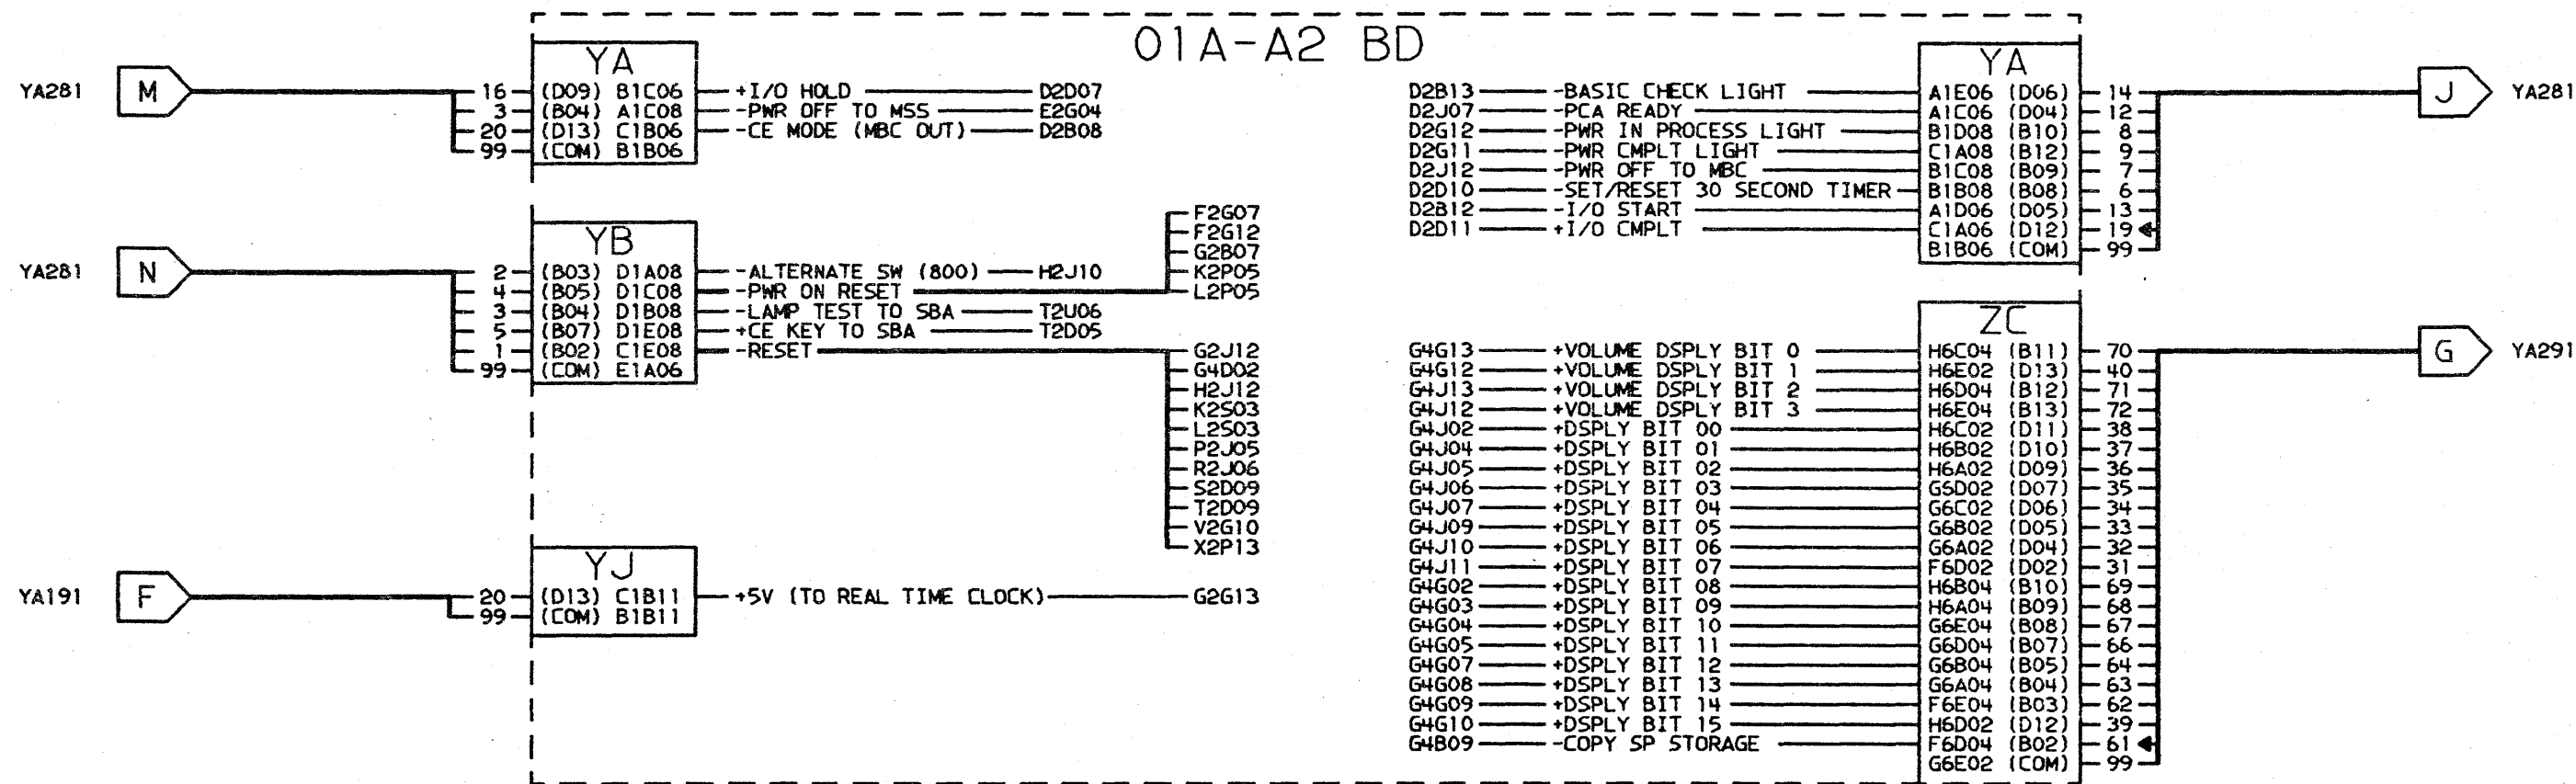 01A-A2 BD
YA
YA281 M 16 (D09) B1C06 +I/O HOLD D2D07
3 (B04) A1C08 -PWR OFF TO MSS E2G04
20 (D13) C1B06 -CE MODE (MBC OUT) D2B08
99 (COM) B1B06
YB
YA281 N 2 (B03) D1A08 -ALTERNATE SW (800) H2J10
4 (B05) D1C08 -PWR ON RESET
3 (B04) D1B08 -LAMP TEST TO SBA T2U06
5 (B07) D1E08 +CE KEY TO SBA T2D05
1 (B02) C1E08 -RESET
99 (COM) E1A06
F2G07
F2G12
G2B07
K2P05
L2P05
G2J12
G4D02
H2J12
K2S03
L2S03
P2J05
R2J06
S2D09
T2D09
V2G10
X2P13
YJ
YA191 F 20 (D13) C1B11 +5V (TO REAL TIME CLOCK) G2G13
99 (COM) B1B11
YA
D2B13 -BASIC CHECK LIGHT A1E06 (D06) 14 J YA281
D2J07 -PCA READY A1C06 (D04) 12
D2G12 -PWR IN PROCESS LIGHT B1D08 (B10) 8
D2G11 -PWR CMPLT LIGHT C1A08 (B12) 9
D2J12 -PWR OFF TO MBC B1C08 (B09) 7
D2D10 -SET/RESET 30 SECOND TIMER B1B08 (B08) 6
D2B12 -I/O START A1D06 (D05) 13
D2D11 +I/O CMPLT C1A06 (D12) 19
B1B06 (COM) 99
ZC
G4G13 +VOLUME DSPLY BIT 0 H6C04 (B11) 70 G YA291
G4G12 +VOLUME DSPLY BIT 1 H6E02 (D13) 40
G4J13 +VOLUME DSPLY BIT 2 H6D04 (B12) 71
G4J12 +VOLUME DSPLY BIT 3 H6E04 (B13) 72
G4J02 +DSPLY BIT 00 H6C02 (D11) 38
G4J04 +DSPLY BIT 01 H6B02 (D10) 37
G4J05 +DSPLY BIT 02 H6A02 (D09) 36
G4J06 +DSPLY BIT 03 G6D02 (D07) 35
G4J07 +DSPLY BIT 04 G6C02 (D06) 34
G4J09 +DSPLY BIT 05 G6B02 (D05) 33
G4J10 +DSPLY BIT 06 G6A02 (D04) 32
G4J11 +DSPLY BIT 07 F6D02 (D02) 31
G4G02 +DSPLY BIT 08 H6B04 (B10) 69
G4G03 +DSPLY BIT 09 H6A04 (B09) 68
G4G04 +DSPLY BIT 10 G6E04 (B08) 67
G4G05 +DSPLY BIT 11 G6D04 (B07) 66
G4G07 +DSPLY BIT 12 G6B04 (B05) 64
G4G08 +DSPLY BIT 13 G6A04 (B04) 63
G4G09 +DSPLY BIT 14 F6E04 (B03) 62
G4G10 +DSPLY BIT 15 H6D02 (D12) 39
G4B09 -COPY SP STORAGE F6D04 (B02) 61
G6E02 (COM) 99